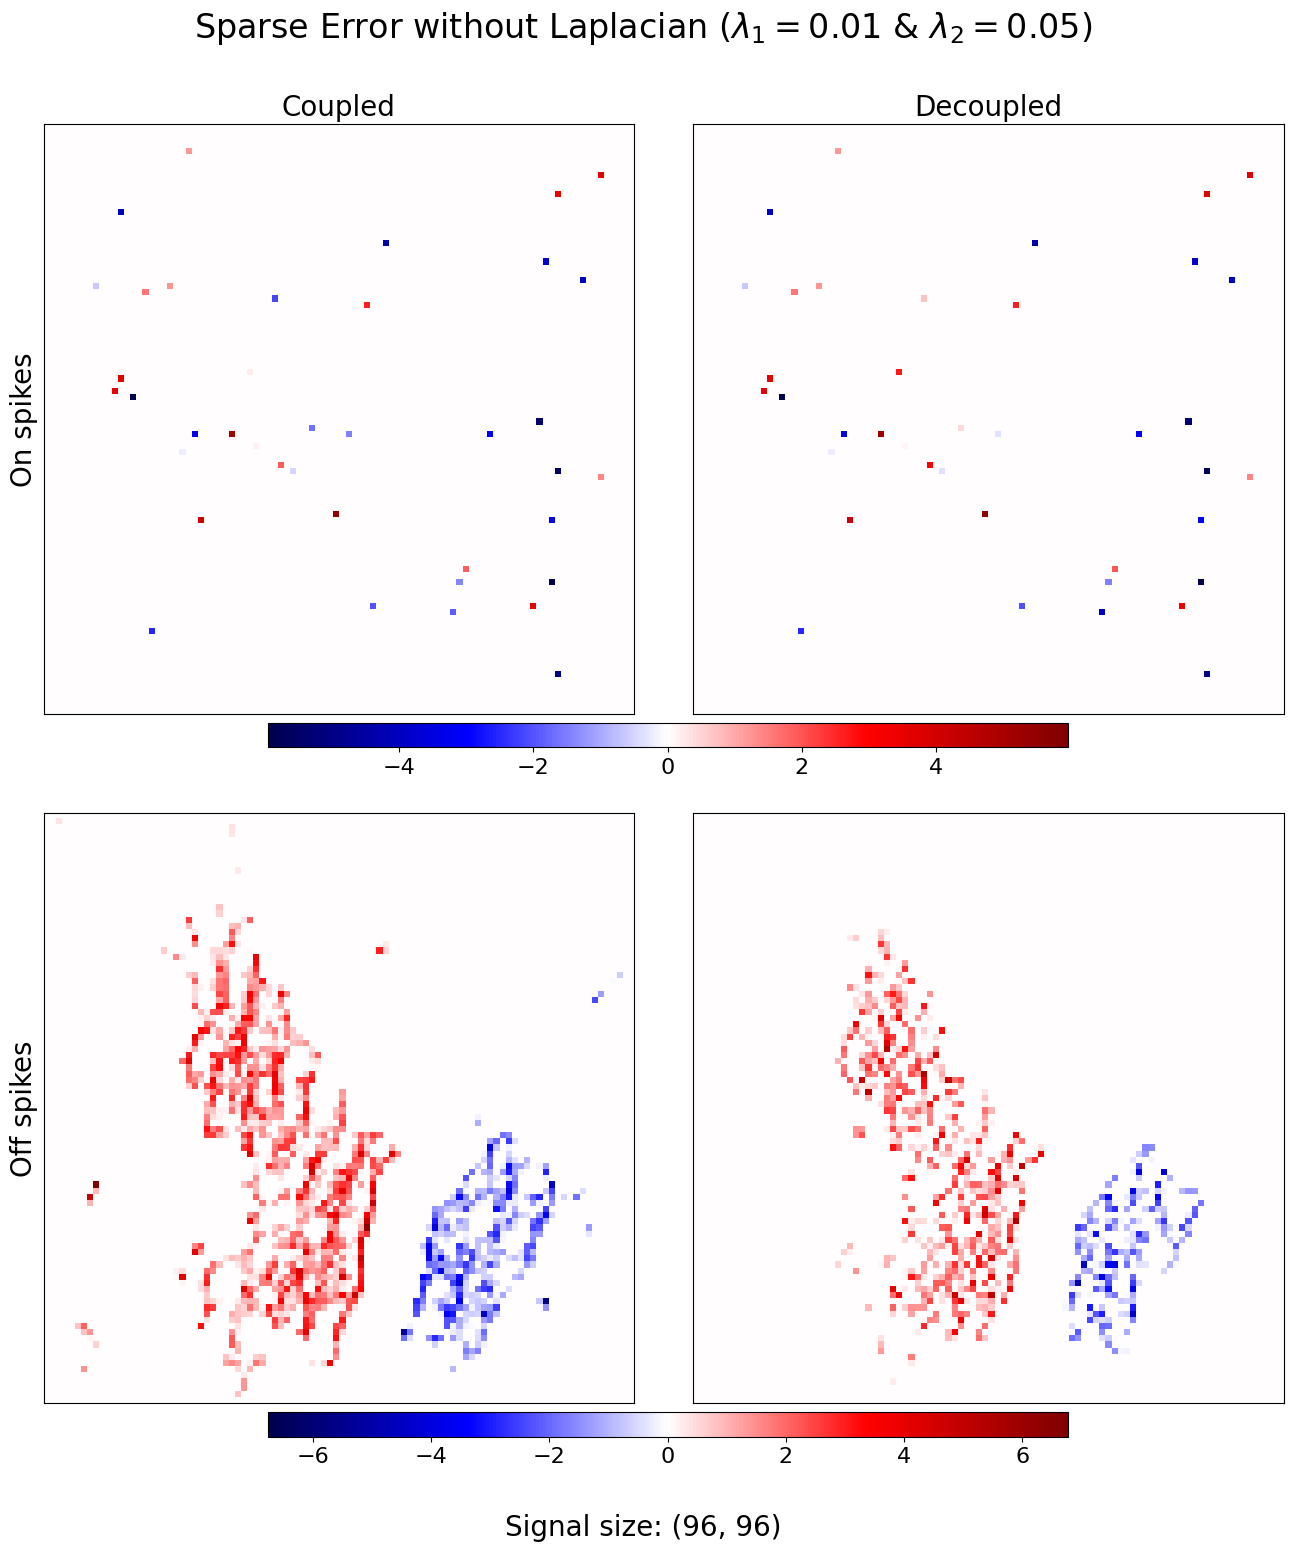 Sparse Error without Laplacian (λ₁ = 0.01 & λ₂ = 0.05)
Coupled
Decoupled
On spikes
−4 −2 0 2 4
Off spikes
−6 −4 −2 0 2 4 6
Signal size: (96, 96)